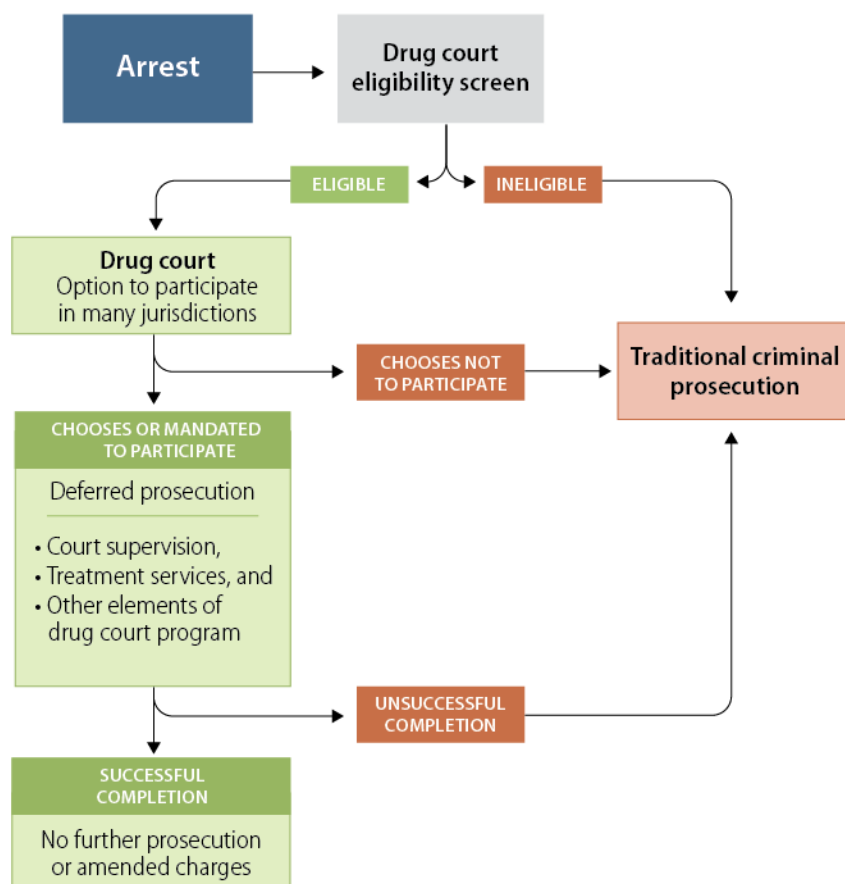 Arrest
Drug court
eligibility screen
ELIGIBLE
INELIGIBLE
Drug court
Option to participate
in many jurisdictions
CHOOSES NOT
TO PARTICIPATE
Traditional criminal
prosecution
CHOOSES OR MANDATED
TO PARTICIPATE
Deferred prosecution
• Court supervision,
• Treatment services, and
• Other elements of
drug court program
UNSUCCESSFUL
COMPLETION
SUCCESSFUL
COMPLETION
No further prosecution
or amended charges